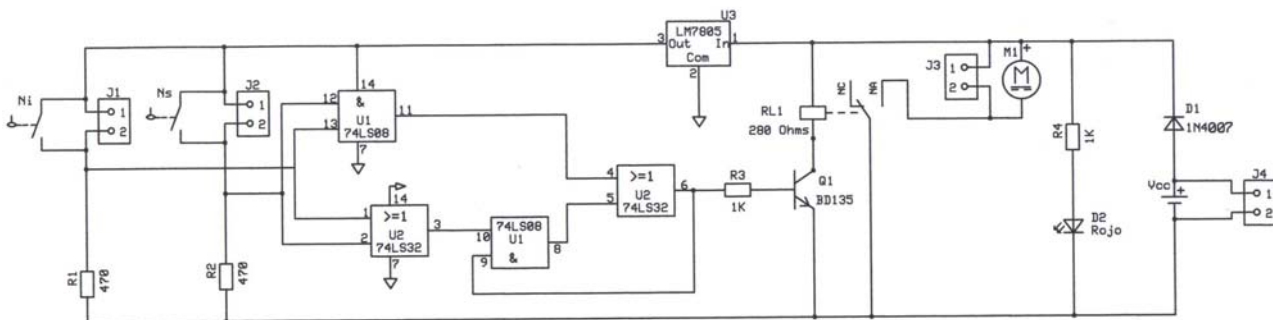 U3
LM7805
3 Out In 1
Com
2
Ni
J1
1
2
Ns
J2
1
2
14
12
&
U1
11
13
74LS08
7
14
1
>=1
U2
3
2
74LS32
7
74LS08
10
U1
8
9
&
4
>=1
6
5
U2
74LS32
R3
1K
Q1
BD135
RL1
280 Ohms
NC
NA
J3
1
2
M1
+
M
R4
1K
D2
Rojo
D1
1N4007
Vcc
+
J4
1
2
R1
470
R2
470